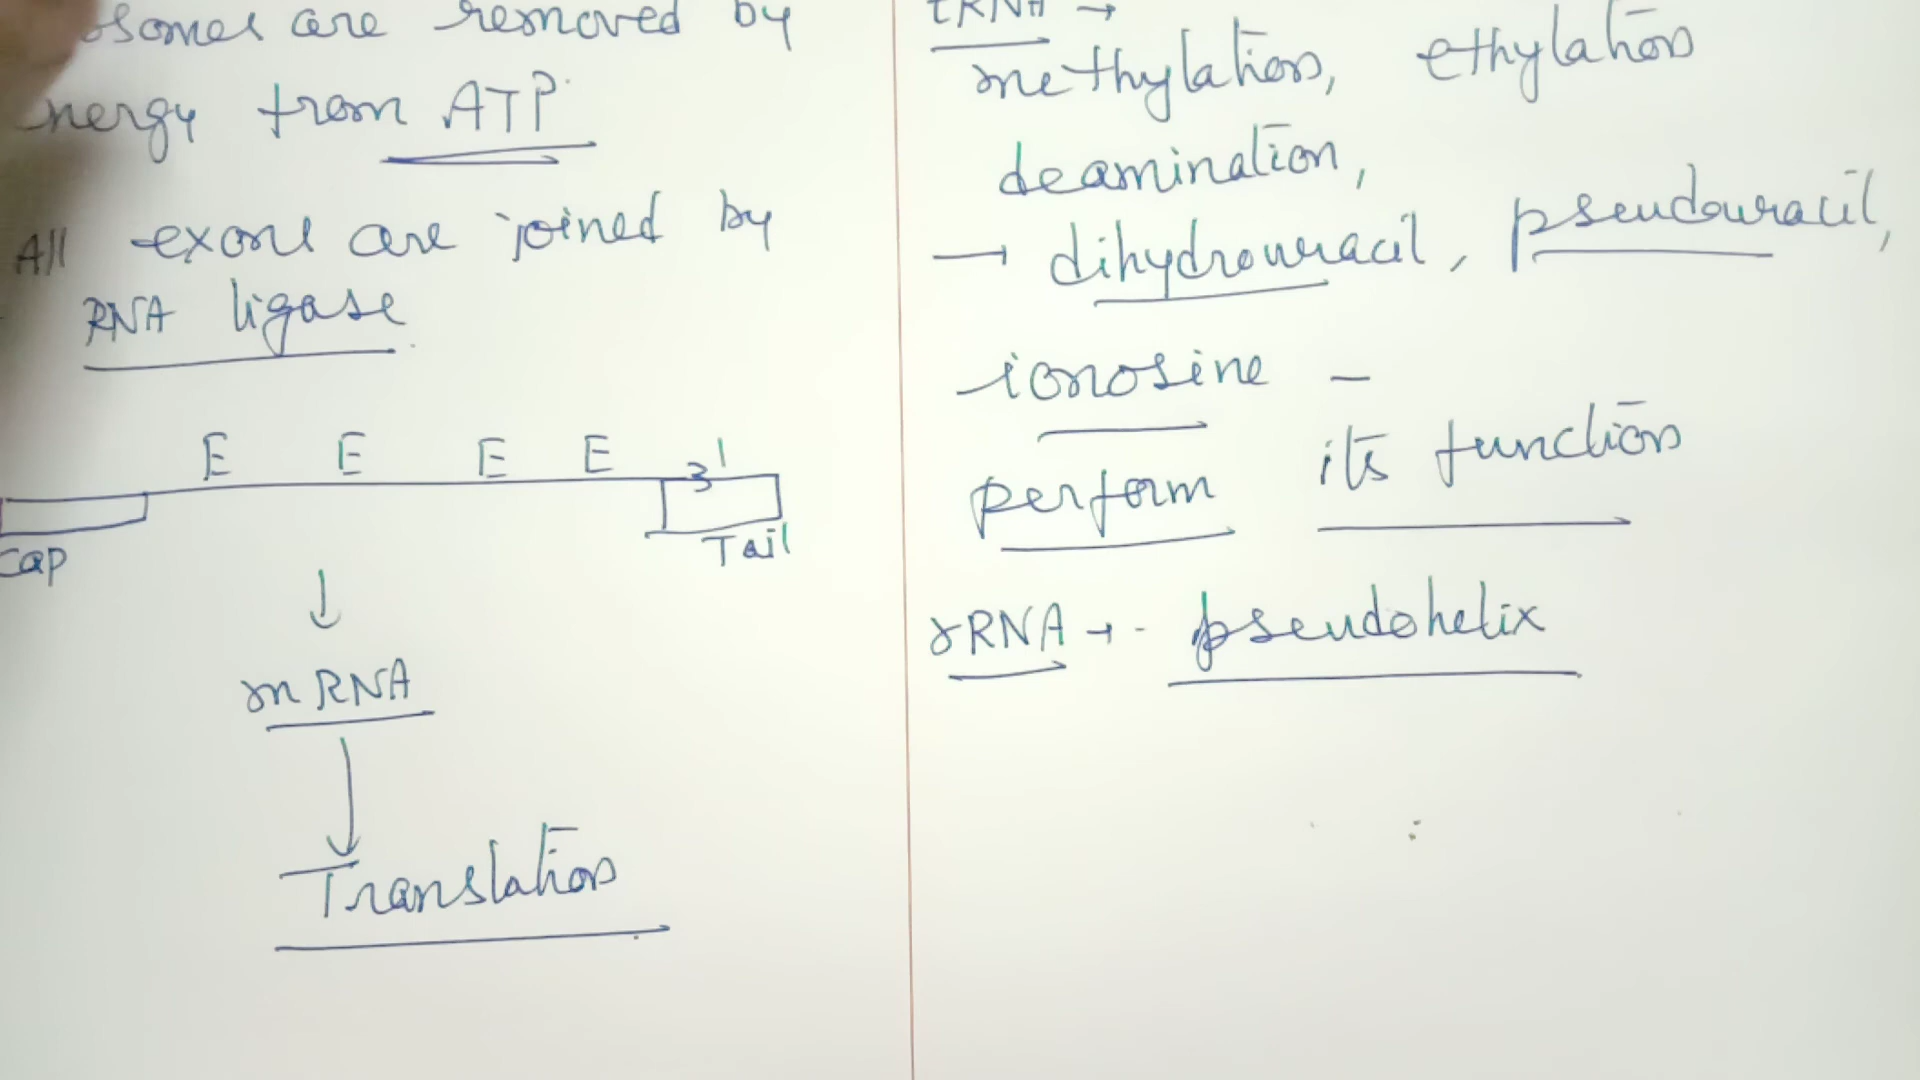 somes are removed by
nergy from ATP
All exons are joined by
RNA ligase
E E E E 3'
Cap Tail
↓
mRNA
↓
Translation
tRNA →
methylation, ethylation
deamination,
→ dihydrouracil, pseudouracil,
ionosine -
perform its function
rRNA → - pseudohelix